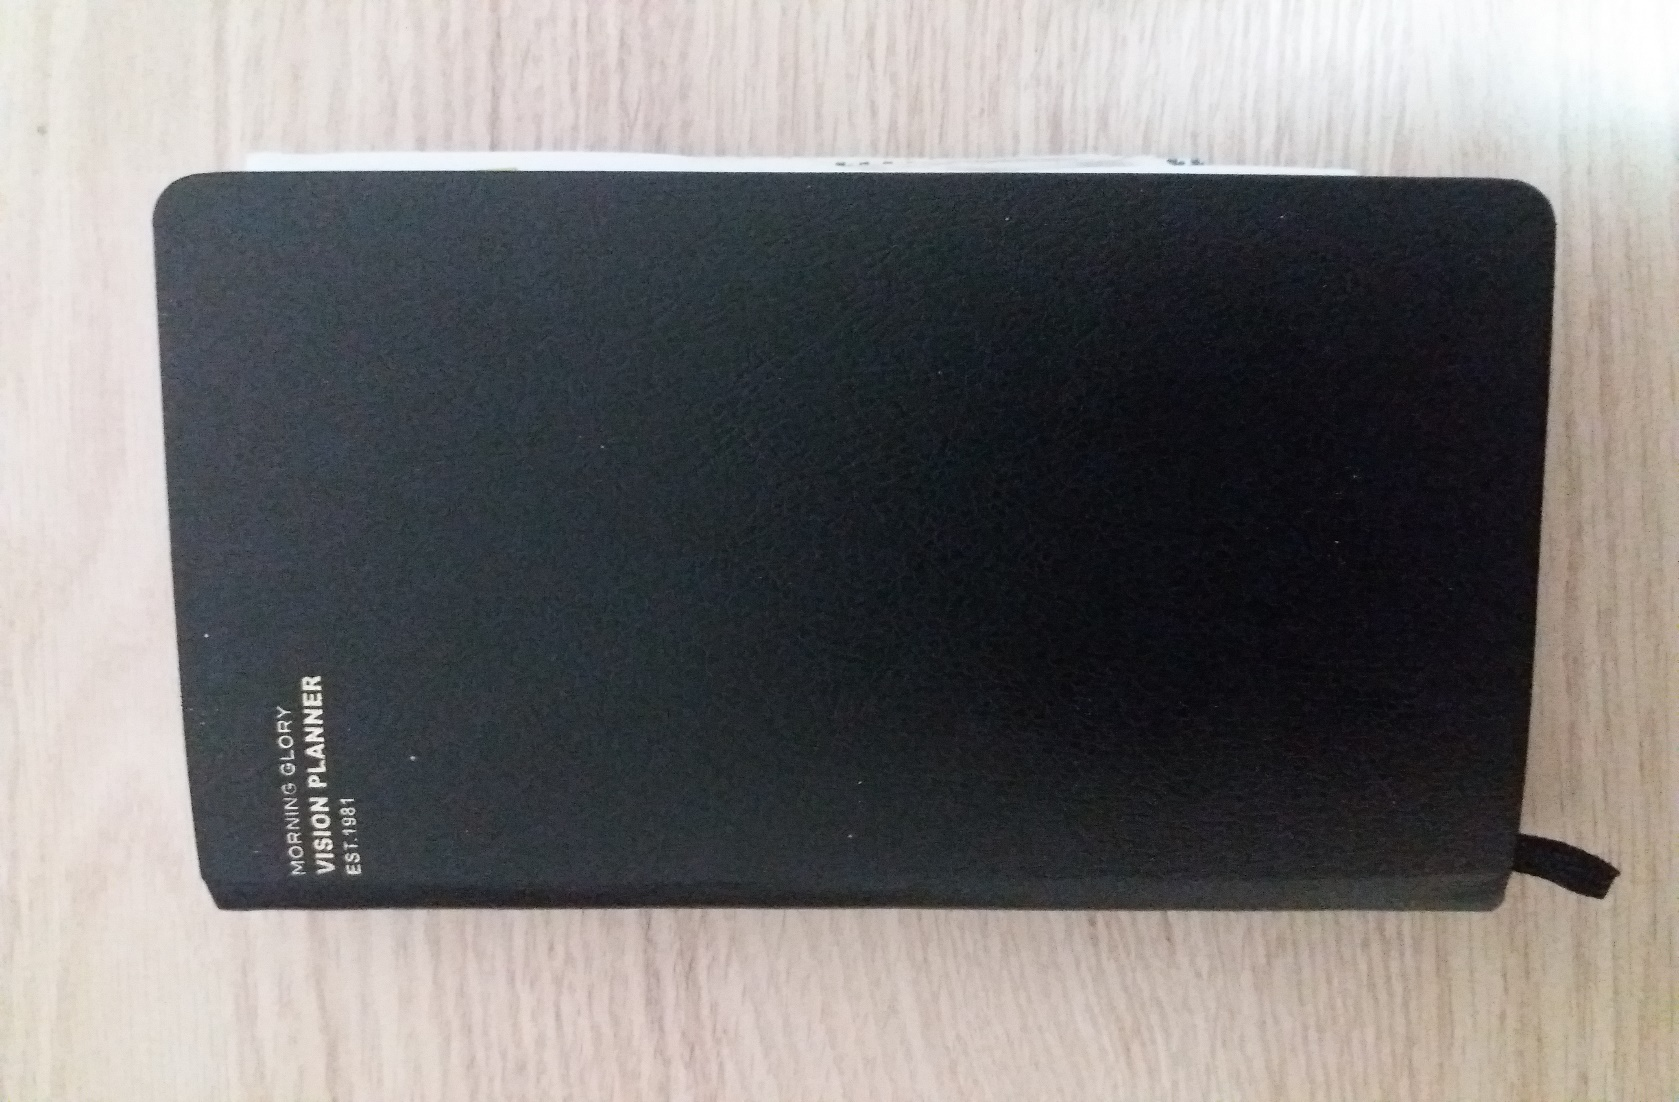 MORNING GLORY
VISION PLANNER
EST.1981